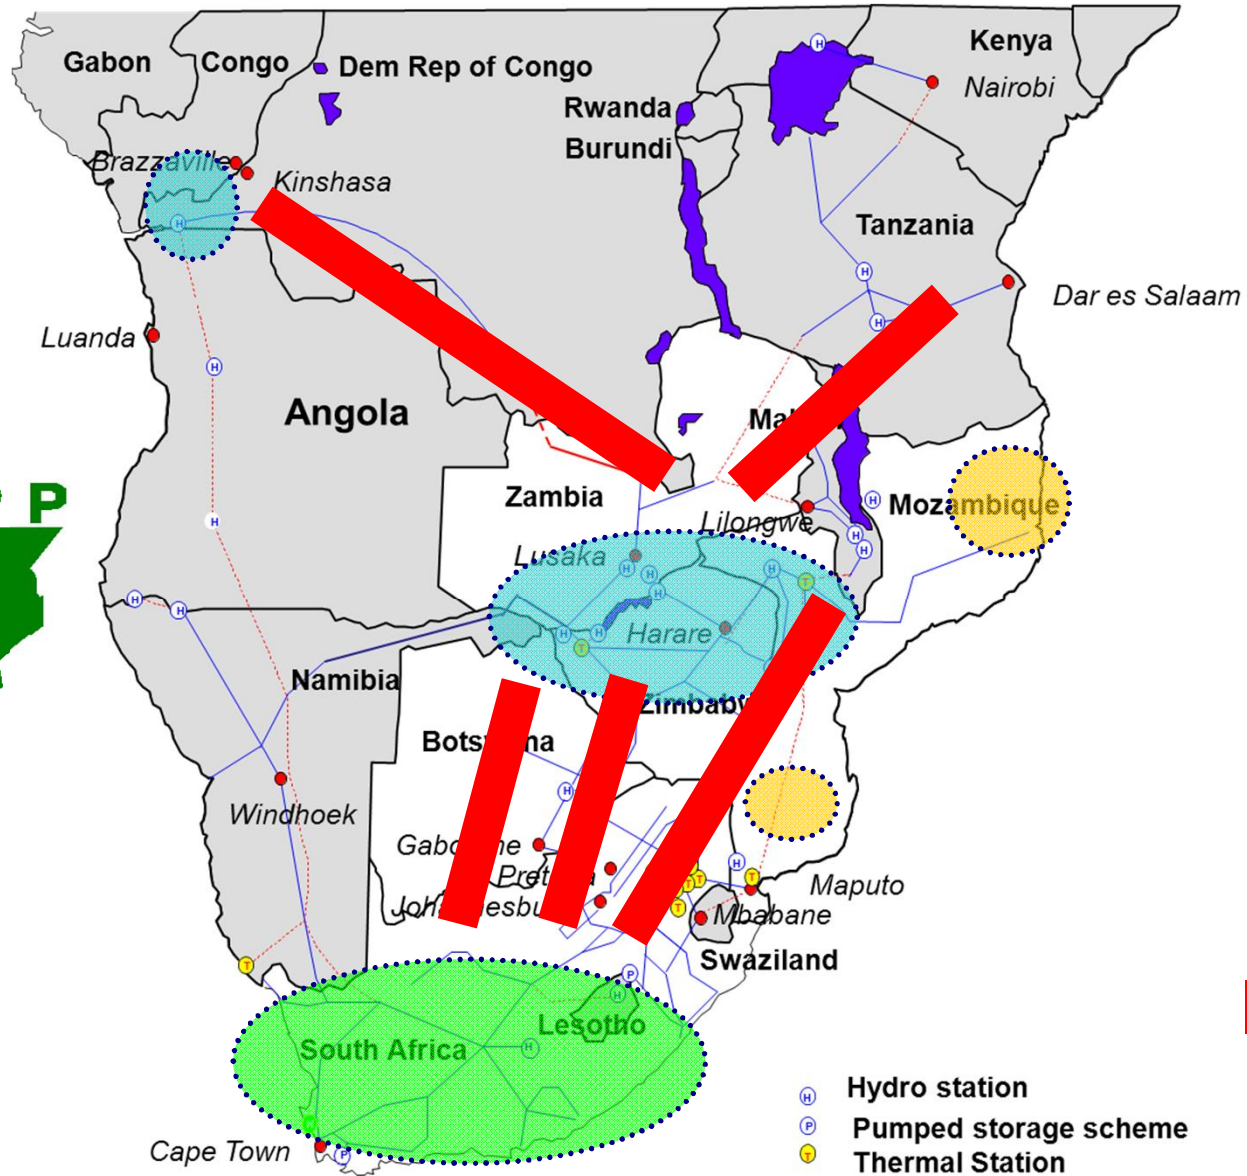 Gabon
Congo
Dem Rep of Congo
Kenya
Nairobi
Rwanda
Burundi
Brazzaville
Kinshasa
Tanzania
Dar es Salaam
Luanda
Angola
P
Zambia
Mozambique
Lilongwe
Lusaka
Harare
Namibia
Botswana
Windhoek
Maputo
Mbabane
Swaziland
Lesotho
South Africa
Cape Town
H Hydro station
P Pumped storage scheme
T Thermal Station